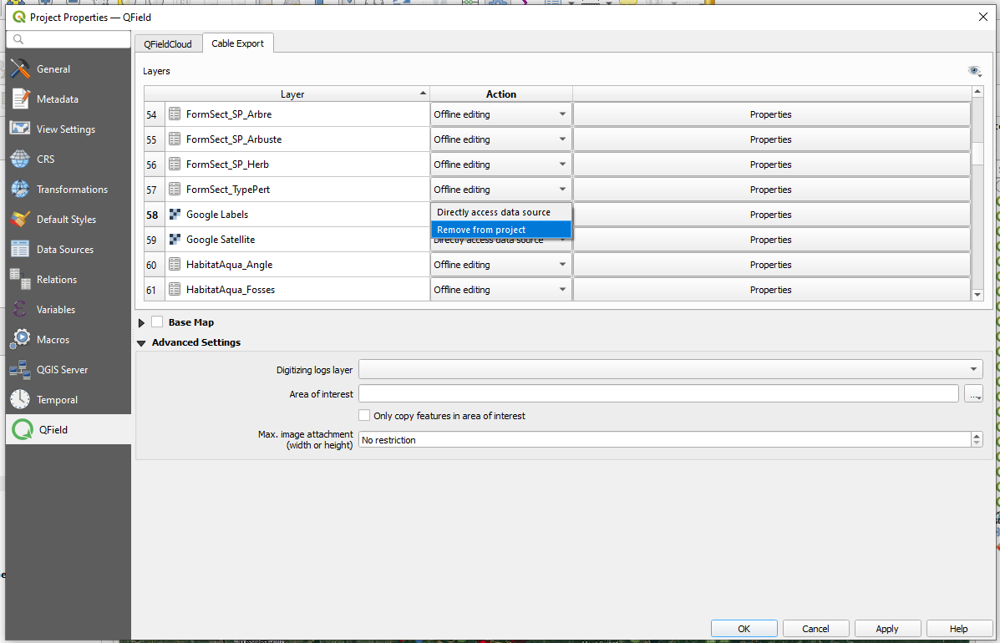 Project Properties — QField
QFieldCloud
Cable Export
General
Metadata
View Settings
CRS
Transformations
Default Styles
Data Sources
Relations
Variables
Macros
QGIS Server
Temporal
QField
Layers
Layer Action
54 FormSect_SP_Arbre Offline editing Properties
55 FormSect_SP_Arbuste Offline editing Properties
56 FormSect_SP_Herb Offline editing Properties
57 FormSect_TypePert Offline editing Properties
58 Google Labels Directly access data source Properties
Remove from project
59 Google Satellite Directly access data source Properties
60 HabitatAqua_Angle Offline editing Properties
61 HabitatAqua_Fosses Offline editing Properties
Base Map
Advanced Settings
Digitizing logs layer
Area of interest
...
Only copy features in area of interest
Max. image attachment
(width or height)
No restriction
OK Cancel Apply Help